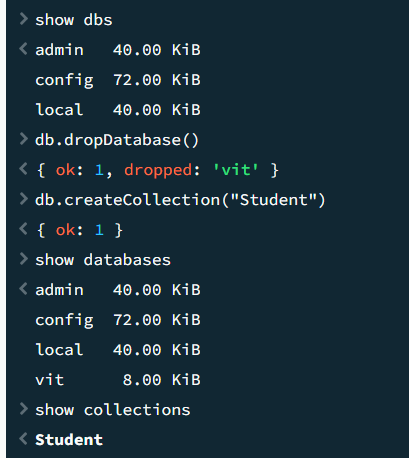 > show dbs
< admin   40.00 KiB
config  72.00 KiB
local   40.00 KiB
> db.dropDatabase()
< { ok: 1, dropped: 'vit' }
> db.createCollection("Student")
< { ok: 1 }
> show databases
< admin   40.00 KiB
config  72.00 KiB
local   40.00 KiB
vit      8.00 KiB
> show collections
< Student